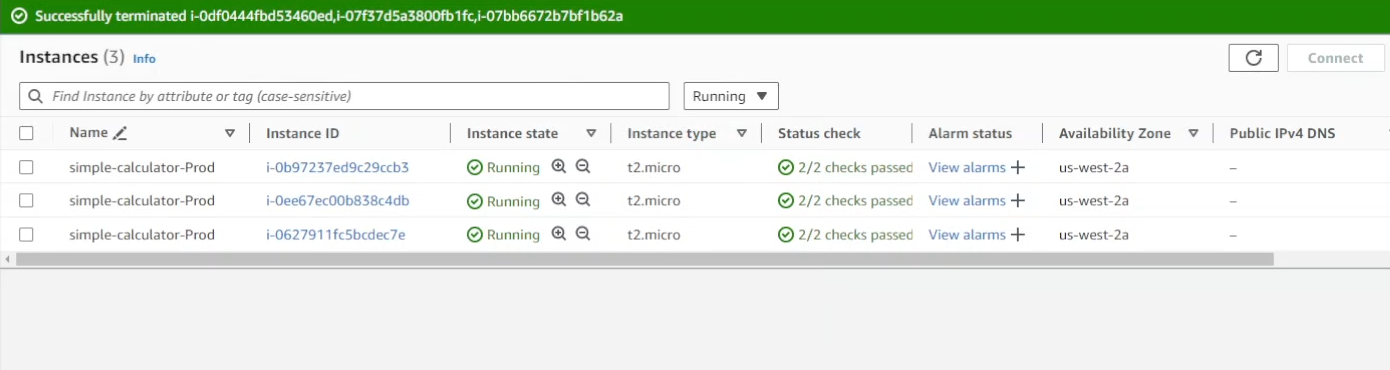 Successfully terminated i-0df0444fbd53460ed,i-07f37d5a3800fb1fc,i-07bb6672b7bf1b62a
Instances (3) Info
Connect
Find Instance by attribute or tag (case-sensitive)
Running
Name Instance ID Instance state Instance type Status check Alarm status Availability Zone Public IPv4 DNS
simple-calculator-Prod i-0b97237ed9c29ccb3 Running t2.micro 2/2 checks passed View alarms + us-west-2a –
simple-calculator-Prod i-0ee67ec00b838c4db Running t2.micro 2/2 checks passed View alarms + us-west-2a –
simple-calculator-Prod i-0627911fc5bcdec7e Running t2.micro 2/2 checks passed View alarms + us-west-2a –